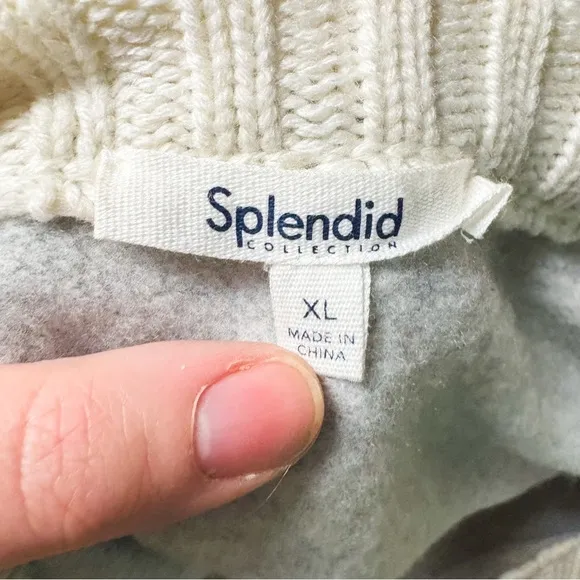 Splendid
COLLECTION
XL
MADE IN
CHINA